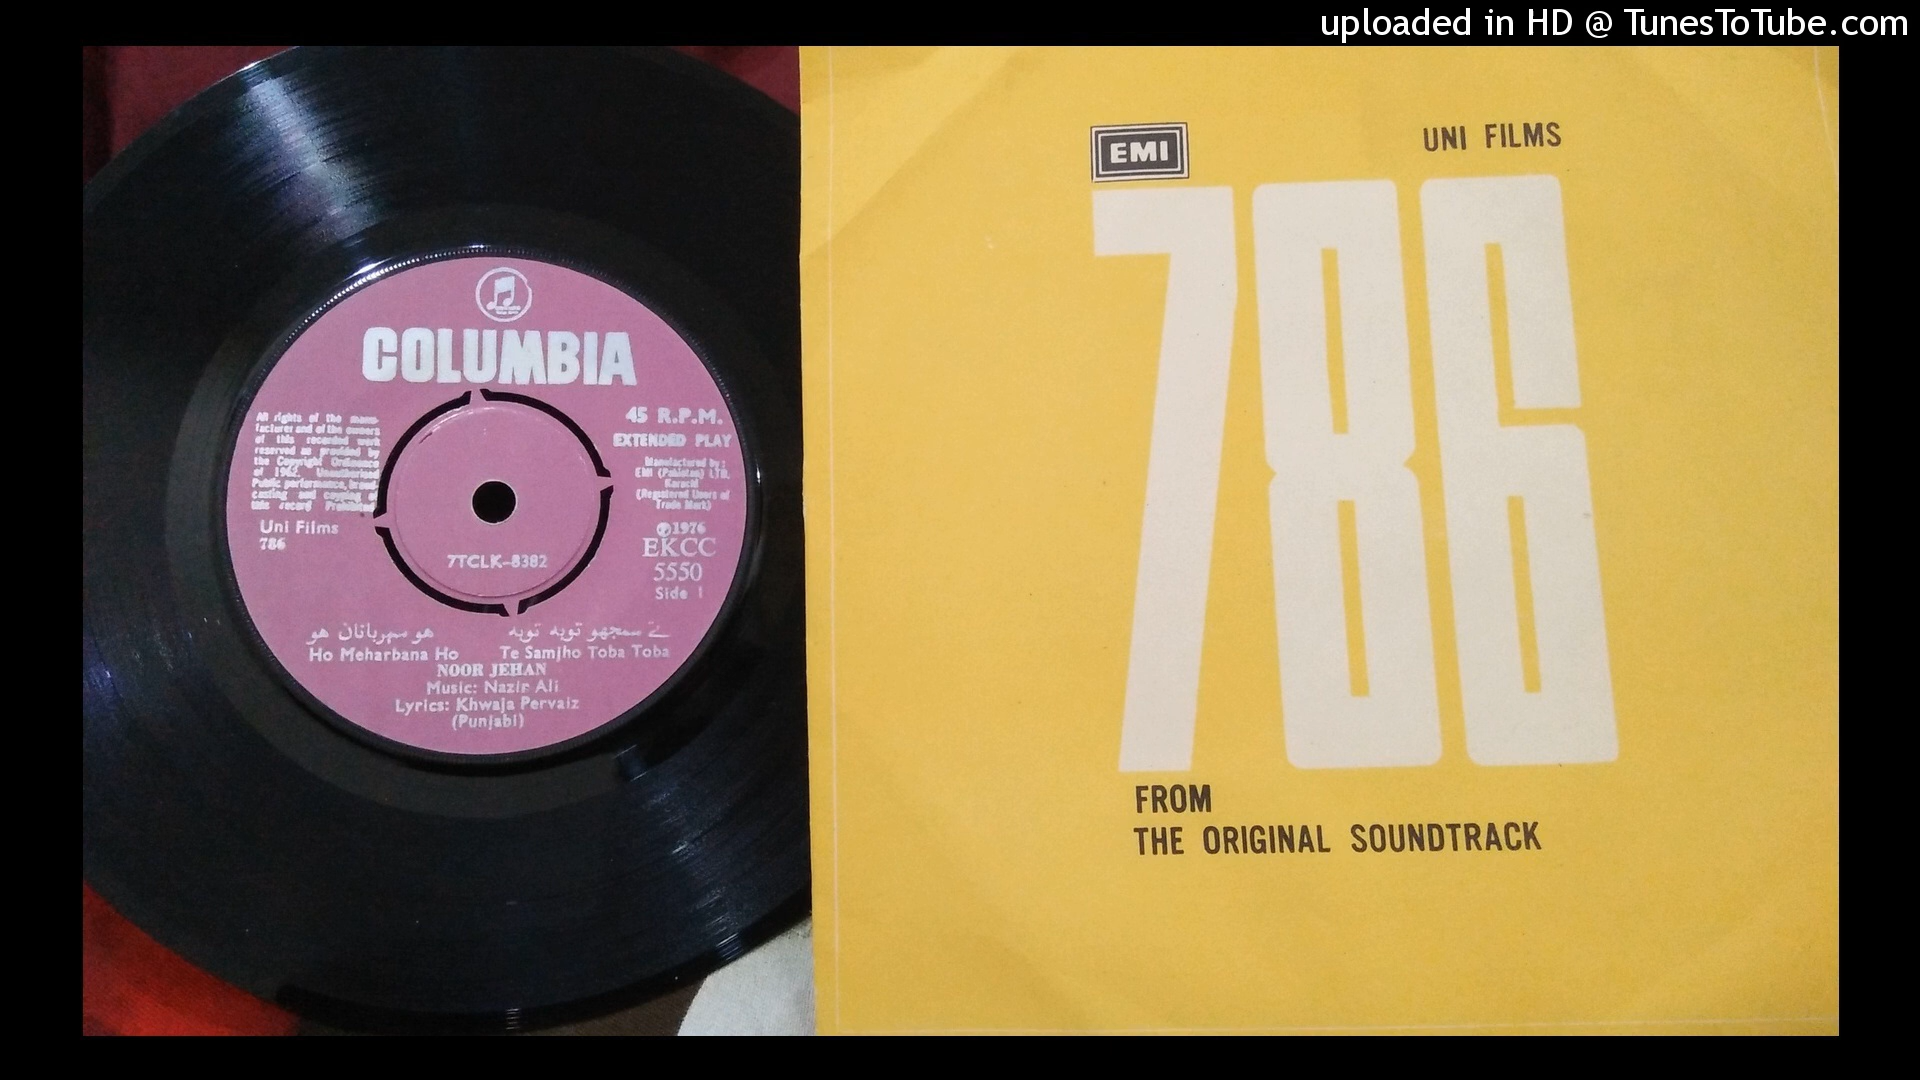 uploaded in HD @ TunesToTube.com
COLUMBIA
All rights of the manu-
facturer and of the owners
of this recorded work
reserved as provided by
the Copyright Ordinance
of 1962. Unauthorised
Public performance, broad-
casting and copying of
this record Prohibited
Uni Films
786
45 R.P.M.
EXTENDED PLAY
Manufactured by:
EMI (Pakistan) LTD.
Karachi
(Registered Users of
Trade Mark)
℗1976
EKCC
5550
Side 1
7TCLK-8382
ھو مہربانان ھو تے سمجھو توبہ توبہ
Ho Meharbana Ho Te Samjho Toba Toba
NOOR JEHAN
Music: Nazir Ali
Lyrics: Khwaja Pervaiz
(Punjabi)
EMI
UNI FILMS
786
FROM
THE ORIGINAL SOUNDTRACK